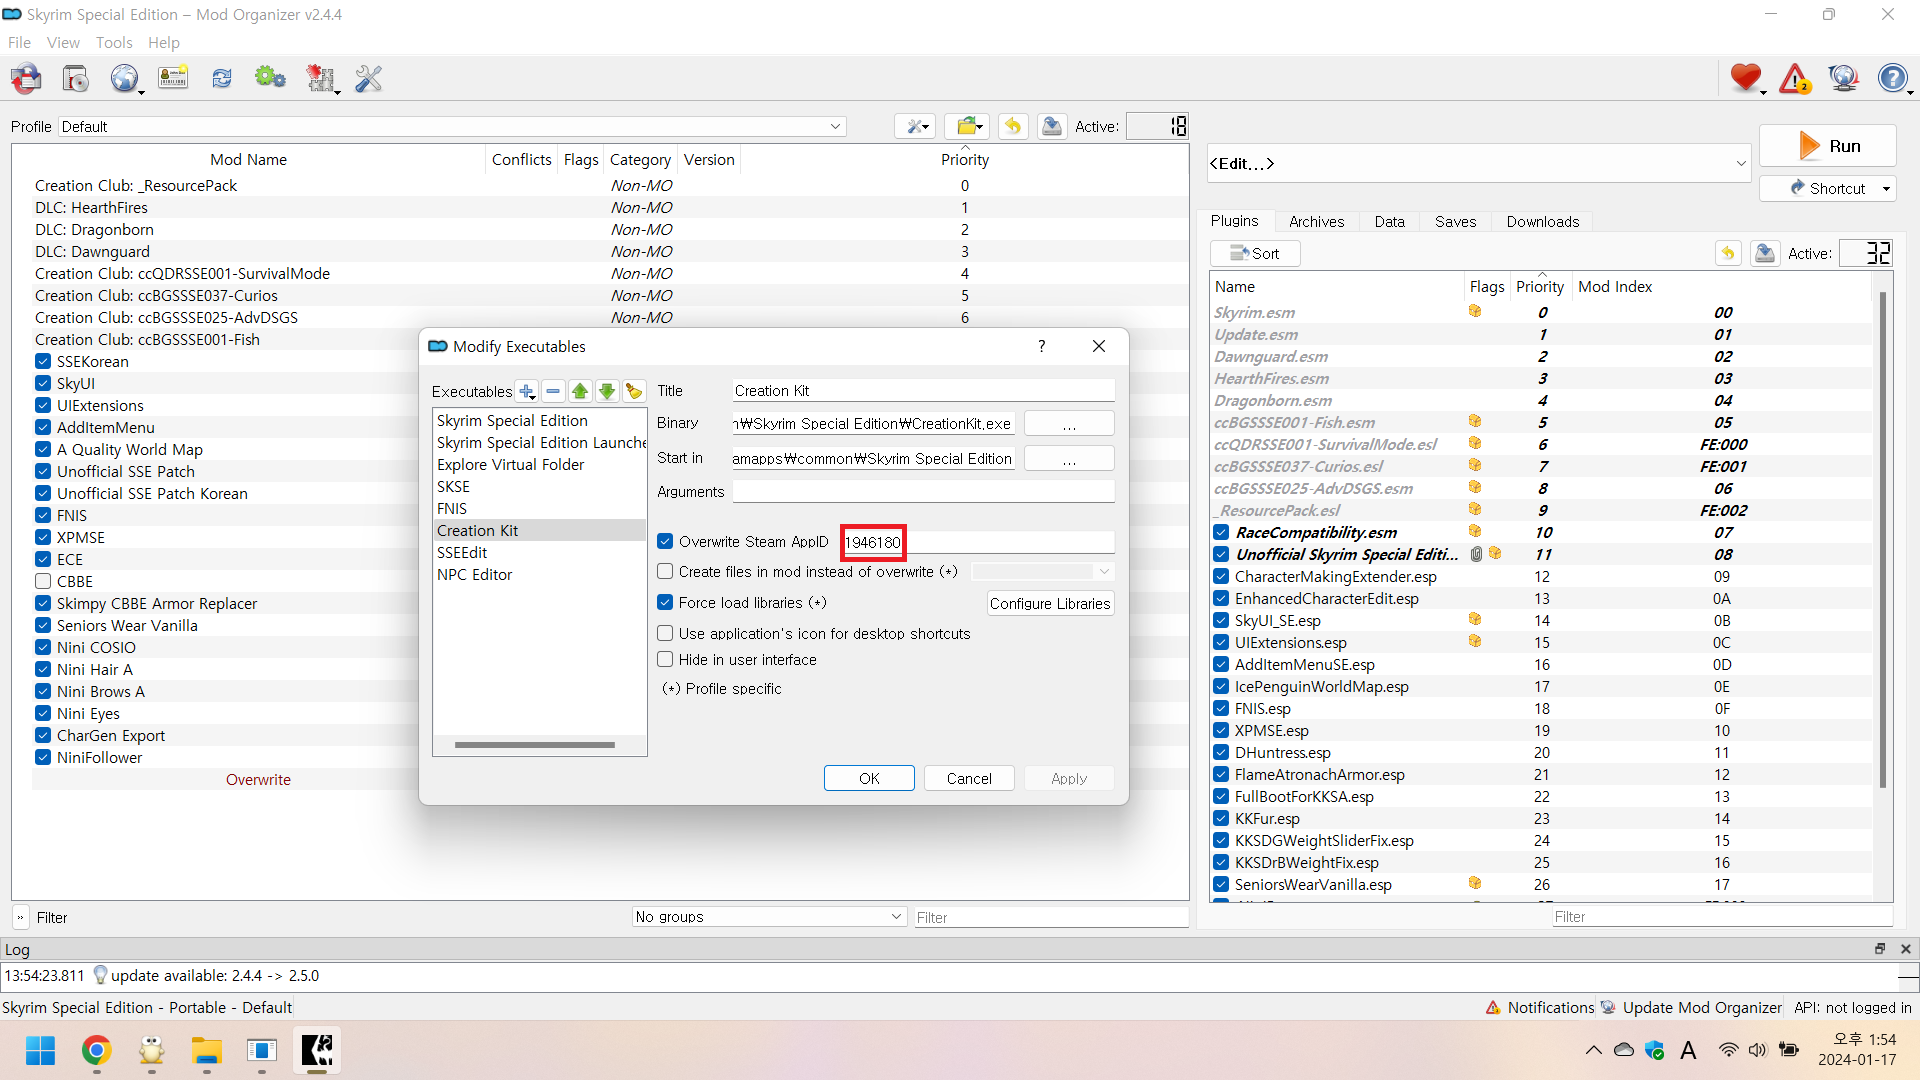 Skyrim Special Edition – Mod Organizer v2.4.4
File View Tools Help
Profile Default Active: 18
Mod Name Conflicts Flags Category Version Priority
Creation Club: _ResourcePack Non-MO 0
DLC: HearthFires Non-MO 1
DLC: Dragonborn Non-MO 2
DLC: Dawnguard Non-MO 3
Creation Club: ccQDRSSE001-SurvivalMode Non-MO 4
Creation Club: ccBGSSSE037-Curios Non-MO 5
Creation Club: ccBGSSSE025-AdvDSGS Non-MO 6
Creation Club: ccBGSSSE001-Fish
SSEKorean
SkyUI
UIExtensions
AddItemMenu
A Quality World Map
Unofficial SSE Patch
Unofficial SSE Patch Korean
FNIS
XPMSE
ECE
CBBE
Skimpy CBBE Armor Replacer
Seniors Wear Vanilla
Nini COSIO
Nini Hair A
Nini Brows A
Nini Eyes
CharGen Export
NiniFollower
Overwrite
Filter No groups Filter
Modify Executables ?
Executables
Skyrim Special Edition
Skyrim Special Edition Launche
Explore Virtual Folder
SKSE
FNIS
Creation Kit
SSEEdit
NPC Editor
Title Creation Kit
Binary n₩Skyrim Special Edition₩CreationKit.exe ...
Start in amapps₩common₩Skyrim Special Edition ...
Arguments
Overwrite Steam AppID 1946180
Create files in mod instead of overwrite (*)
Force load libraries (*) Configure Libraries
Use application's icon for desktop shortcuts
Hide in user interface
(*) Profile specific
OK Cancel Apply
<Edit...>
Run
Shortcut
Plugins Archives Data Saves Downloads
Sort Active: 32
Name Flags Priority Mod Index
Skyrim.esm 0 00
Update.esm 1 01
Dawnguard.esm 2 02
HearthFires.esm 3 03
Dragonborn.esm 4 04
ccBGSSSE001-Fish.esm 5 05
ccQDRSSE001-SurvivalMode.esl 6 FE:000
ccBGSSSE037-Curios.esl 7 FE:001
ccBGSSSE025-AdvDSGS.esm 8 06
_ResourcePack.esl 9 FE:002
RaceCompatibility.esm 10 07
Unofficial Skyrim Special Editi... 11 08
CharacterMakingExtender.esp 12 09
EnhancedCharacterEdit.esp 13 0A
SkyUI_SE.esp 14 0B
UIExtensions.esp 15 0C
AddItemMenuSE.esp 16 0D
IcePenguinWorldMap.esp 17 0E
FNIS.esp 18 0F
XPMSE.esp 19 10
DHuntress.esp 20 11
FlameAtronachArmor.esp 21 12
FullBootForKKSA.esp 22 13
KKFur.esp 23 14
KKSDGWeightSliderFix.esp 24 15
KKSDrBWeightFix.esp 25 16
SeniorsWearVanilla.esp 26 17
Filter
Log
13:54:23.811 update available: 2.4.4 -> 2.5.0
Skyrim Special Edition - Portable - Default Notifications Update Mod Organizer API: not logged in
A 오후 1:54
2024-01-17